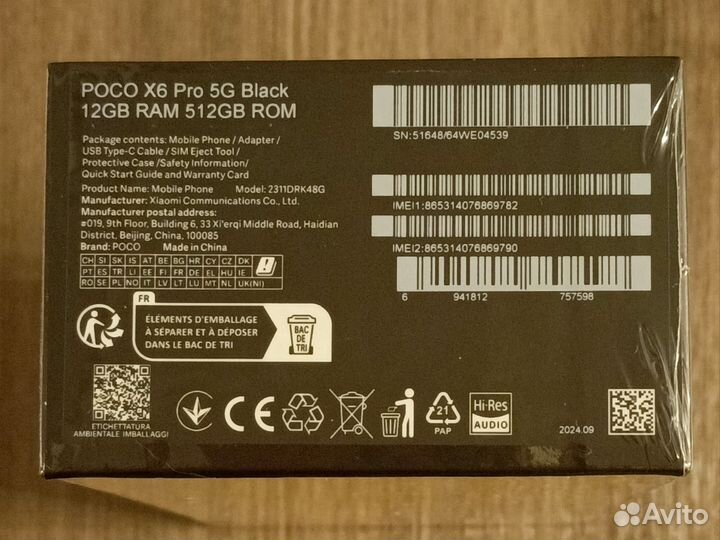 POCO X6 Pro 5G Black
12GB RAM 512GB ROM
Package contents: Mobile Phone / Adapter /
USB Type-C Cable / SIM Eject Tool /
Protective Case /Safety Information/
Quick Start Guide and Warranty Card
Product Name: Mobile Phone Model: 2311DRK48G
Manufacturer: Xiaomi Communications Co., Ltd.
Manufacturer postal address:
#019, 9th Floor, Building 6, 33 Xi'erqi Middle Road, Haidian
District, Beijing, China, 100085
Brand: POCO Made in China
CH SI SK IS AT BE BG HR CY CZ DK
PT ES TR LI EE FI FR DE EL HU IE
RO SE PL NO IT LV LT LU MT NL UK(NI)
SN:51648/64WE04539
IMEI1:865314076869782
IMEI2:865314076869790
6 941812 757598
FR
ÉLÉMENTS D'EMBALLAGE
À SÉPARER ET À DÉPOSER
DANS LE BAC DE TRI
BAC
DE
TRI
ETICHETTATURA
AMBIENTALE IMBALLAGGI
CE
21
PAP
Hi-Res
AUDIO
2024.09
Avito